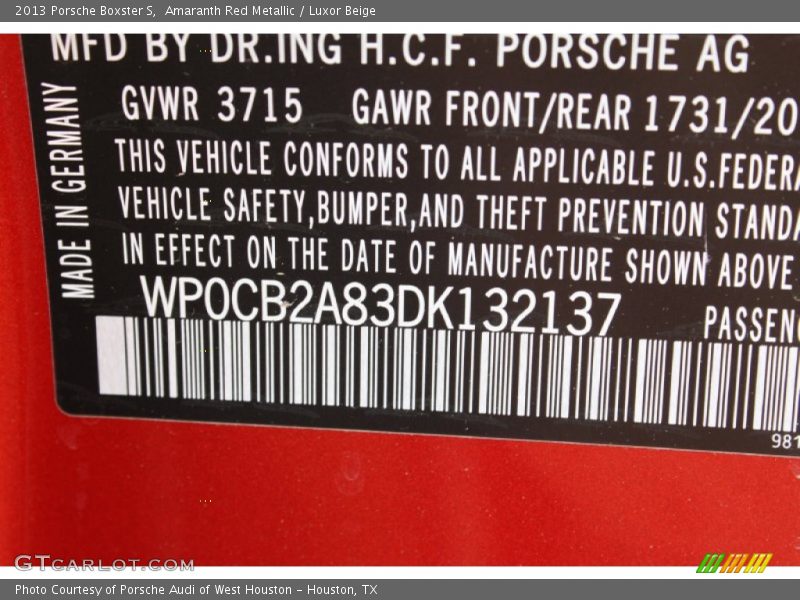 2013 Porsche Boxster S, Amaranth Red Metallic / Luxor Beige
MFD BY DR.ING H.C.F. PORSCHE AG
GVWR 3715 GAWR FRONT/REAR 1731/20
THIS VEHICLE CONFORMS TO ALL APPLICABLE U.S.FEDERA
VEHICLE SAFETY,BUMPER,AND THEFT PREVENTION STANDA
IN EFFECT ON THE DATE OF MANUFACTURE SHOWN ABOVE
MADE IN GERMANY
WP0CB2A83DK132137
PASSENG
981
GTCARLOT.COM
Photo Courtesy of Porsche Audi of West Houston - Houston, TX